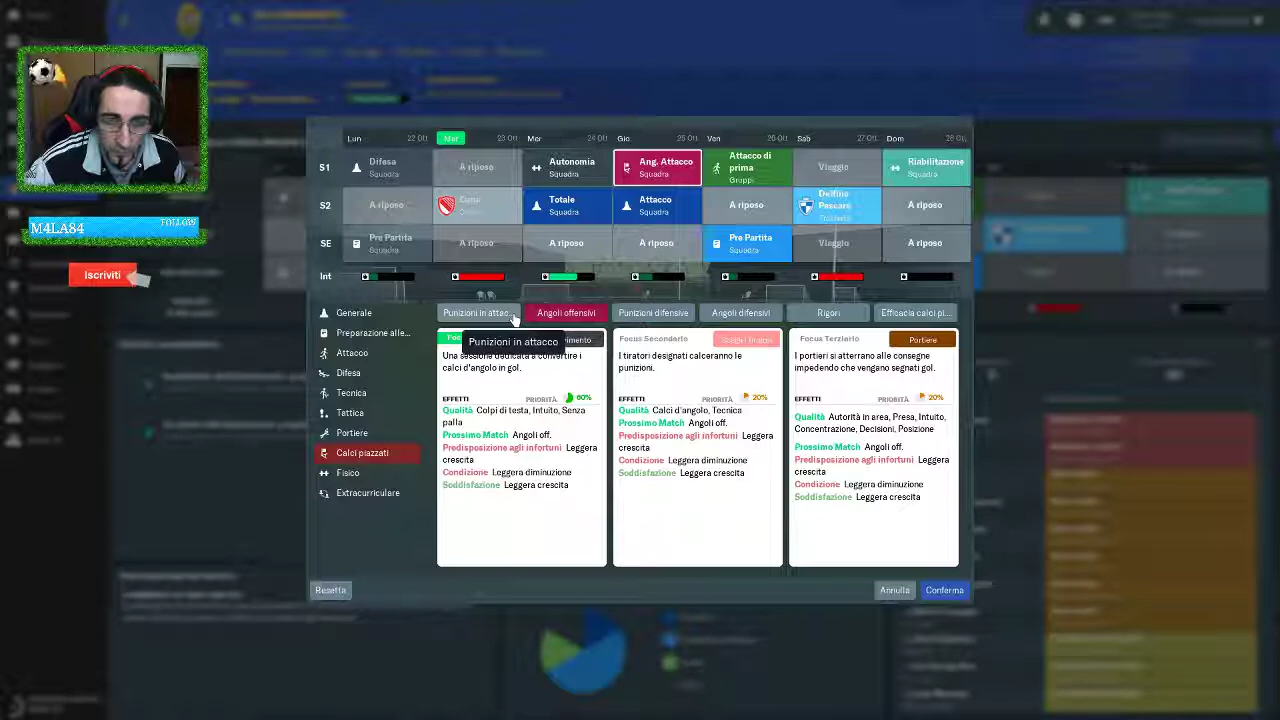 Lun 22 Ott
Mar 23 Ott
Mer 24 Ott
Gio 25 Ott
Ven 26 Ott
Sab 27 Ott
Dom 28 Ott
S1
Difesa
Squadra
A riposo
Autonomia
Squadra
Ang. Attacco
Squadra
Attacco di
prima
Gruppi
Viaggio
Riabilitazione
Squadra
S2
A riposo
Totale
Squadra
Attacco
Squadra
A riposo
Delfino
Pescara
A riposo
SE
Pre Partita
Squadra
A riposo
A riposo
A riposo
Pre Partita
Squadra
Viaggio
A riposo
Int
M4LA84
FOLLOW
Iscriviti
Generale
Preparazione alle...
Attacco
Difesa
Tecnica
Tattica
Portiere
Calci piazzati
Fisico
Extracurriculare
Punizioni in attac...
Angoli offensivi
Punizioni difensive
Angoli difensivi
Rigori
Efficacia calci pi...
Punizioni in attacco
Una sessione dedicata a convertire i
calci d'angolo in gol.
EFFETTI PRIORITÀ 60%
Qualità Colpi di testa, Intuito, Senza
palla
Prossimo Match Angoli off.
Predisposizione agli infortuni Leggera
crescita
Condizione Leggera diminuzione
Soddisfazione Leggera crescita
Focus Secondario
I tiratori designati calceranno le
punizioni.
EFFETTI PRIORITÀ 20%
Qualità Calci d'angolo, Tecnica
Prossimo Match Angoli off.
Predisposizione agli infortuni Leggera
crescita
Condizione Leggera diminuzione
Soddisfazione Leggera crescita
Focus Terziario Portiere
I portieri si atterrano alle consegne
impedendo che vengano segnati gol.
EFFETTI PRIORITÀ 20%
Qualità Autorità in area, Presa, Intuito,
Concentrazione, Decisioni, Posizione
Prossimo Match Angoli off.
Predisposizione agli infortuni Leggera
crescita
Condizione Leggera diminuzione
Soddisfazione Leggera crescita
Resetta
Annulla
Conferma